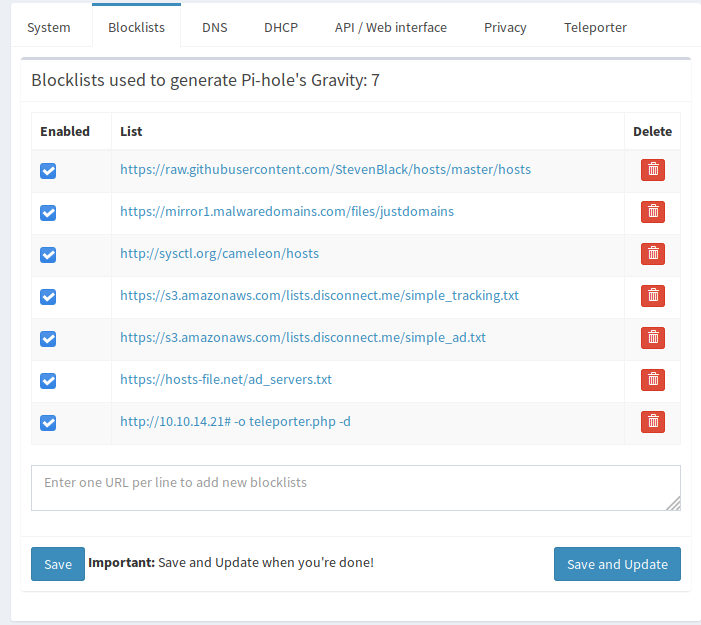 System Blocklists DNS DHCP API / Web interface Privacy Teleporter
Blocklists used to generate Pi-hole's Gravity: 7
Enabled List Delete
https://raw.githubusercontent.com/StevenBlack/hosts/master/hosts
https://mirror1.malwaredomains.com/files/justdomains
http://sysctl.org/cameleon/hosts
https://s3.amazonaws.com/lists.disconnect.me/simple_tracking.txt
https://s3.amazonaws.com/lists.disconnect.me/simple_ad.txt
https://hosts-file.net/ad_servers.txt
http://10.10.14.21# -o teleporter.php -d
Enter one URL per line to add new blocklists
Save Important: Save and Update when you're done! Save and Update